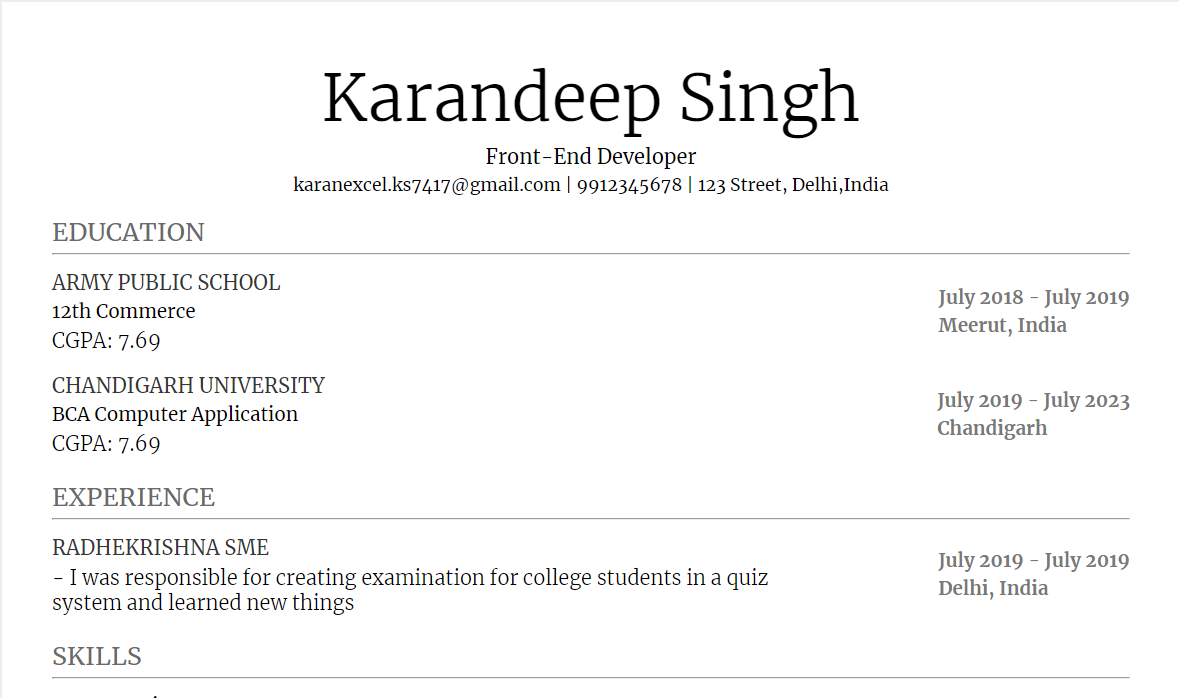 Karandeep Singh
Front-End Developer
karanexcel.ks7417@gmail.com | 9912345678 | 123 Street, Delhi,India
EDUCATION
ARMY PUBLIC SCHOOL
12th Commerce
CGPA: 7.69
July 2018 - July 2019
Meerut, India
CHANDIGARH UNIVERSITY
BCA Computer Application
CGPA: 7.69
July 2019 - July 2023
Chandigarh
EXPERIENCE
RADHEKRISHNA SME
- I was responsible for creating examination for college students in a quiz
system and learned new things
July 2019 - July 2019
Delhi, India
SKILLS